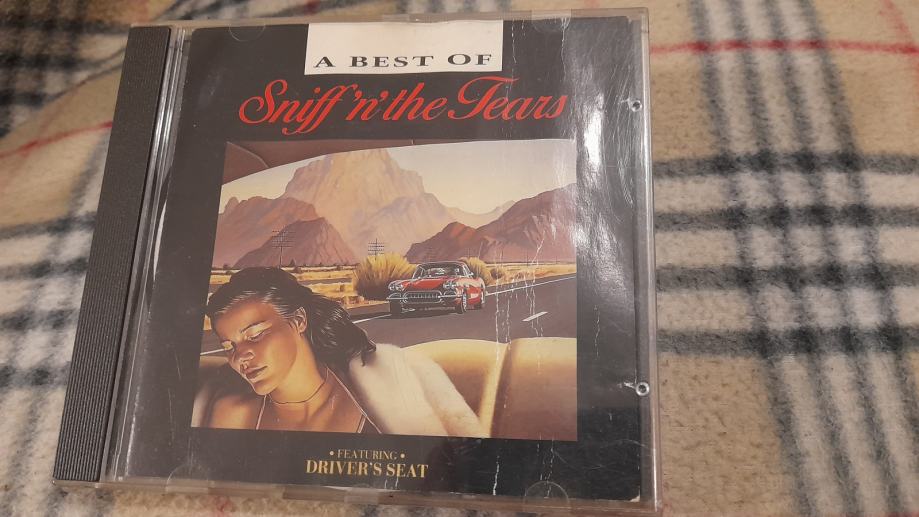 A BEST OF
Sniff 'n' the Tears
• FEATURING •
DRIVER'S SEAT